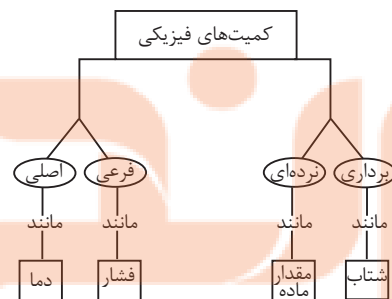 کمیت‌های فیزیکی
برداری نرده‌ای فرعی اصلی
مانند مانند مانند مانند
شتاب مقدار ماده فشار دما